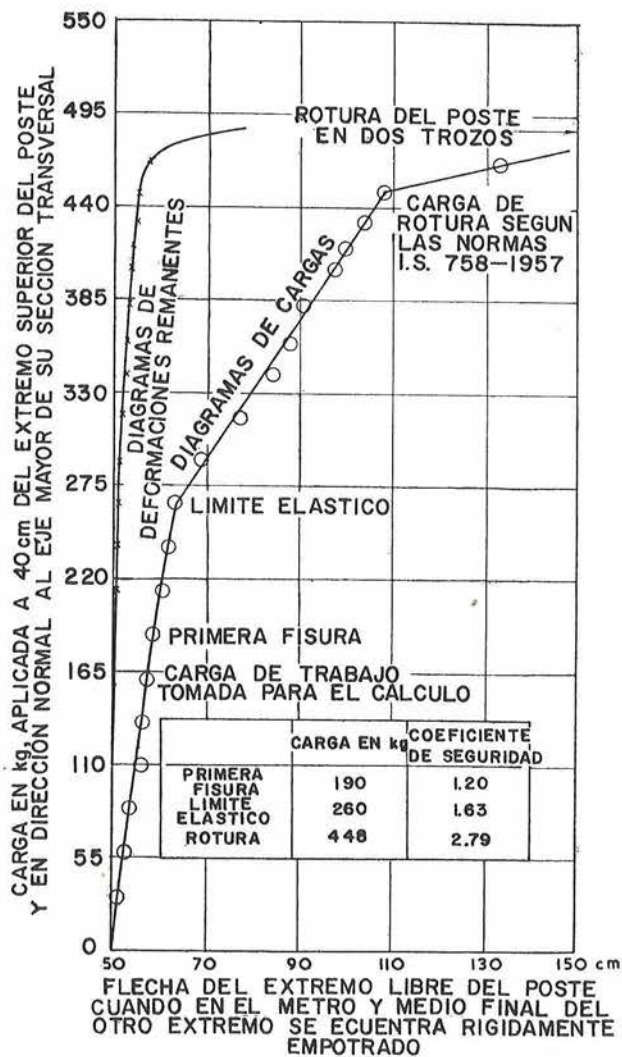 CARGA EN kg, APLICADA A 40cm DEL EXTREMO SUPERIOR DEL POSTE
Y EN DIRECCIÓN NORMAL AL EJE MAYOR DE SU SECCION TRANSVERSAL
550
495
440
385
330
275
220
165
110
55
0
ROTURA DEL POSTE
EN DOS TROZOS
CARGA DE
ROTURA SEGUN
LAS NORMAS
I.S. 758-1957
DIAGRAMAS DE
DEFORMACIONES REMANENTES
DIAGRAMAS DE CARGAS
LIMITE ELASTICO
PRIMERA FISURA
CARGA DE TRABAJO
TOMADA PARA EL CALCULO
CARGA EN kg
COEFICIENTE
DE SEGURIDAD
PRIMERA
FISURA
190
1.20
LIMITE
ELASTICO
260
1.63
ROTURA
448
2.79
50 70 90 110 130 150 cm
FLECHA DEL EXTREMO LIBRE DEL POSTE
CUANDO EN EL METRO Y MEDIO FINAL DEL
OTRO EXTREMO SE ECUENTRA RIGIDAMENTE
EMPOTRADO